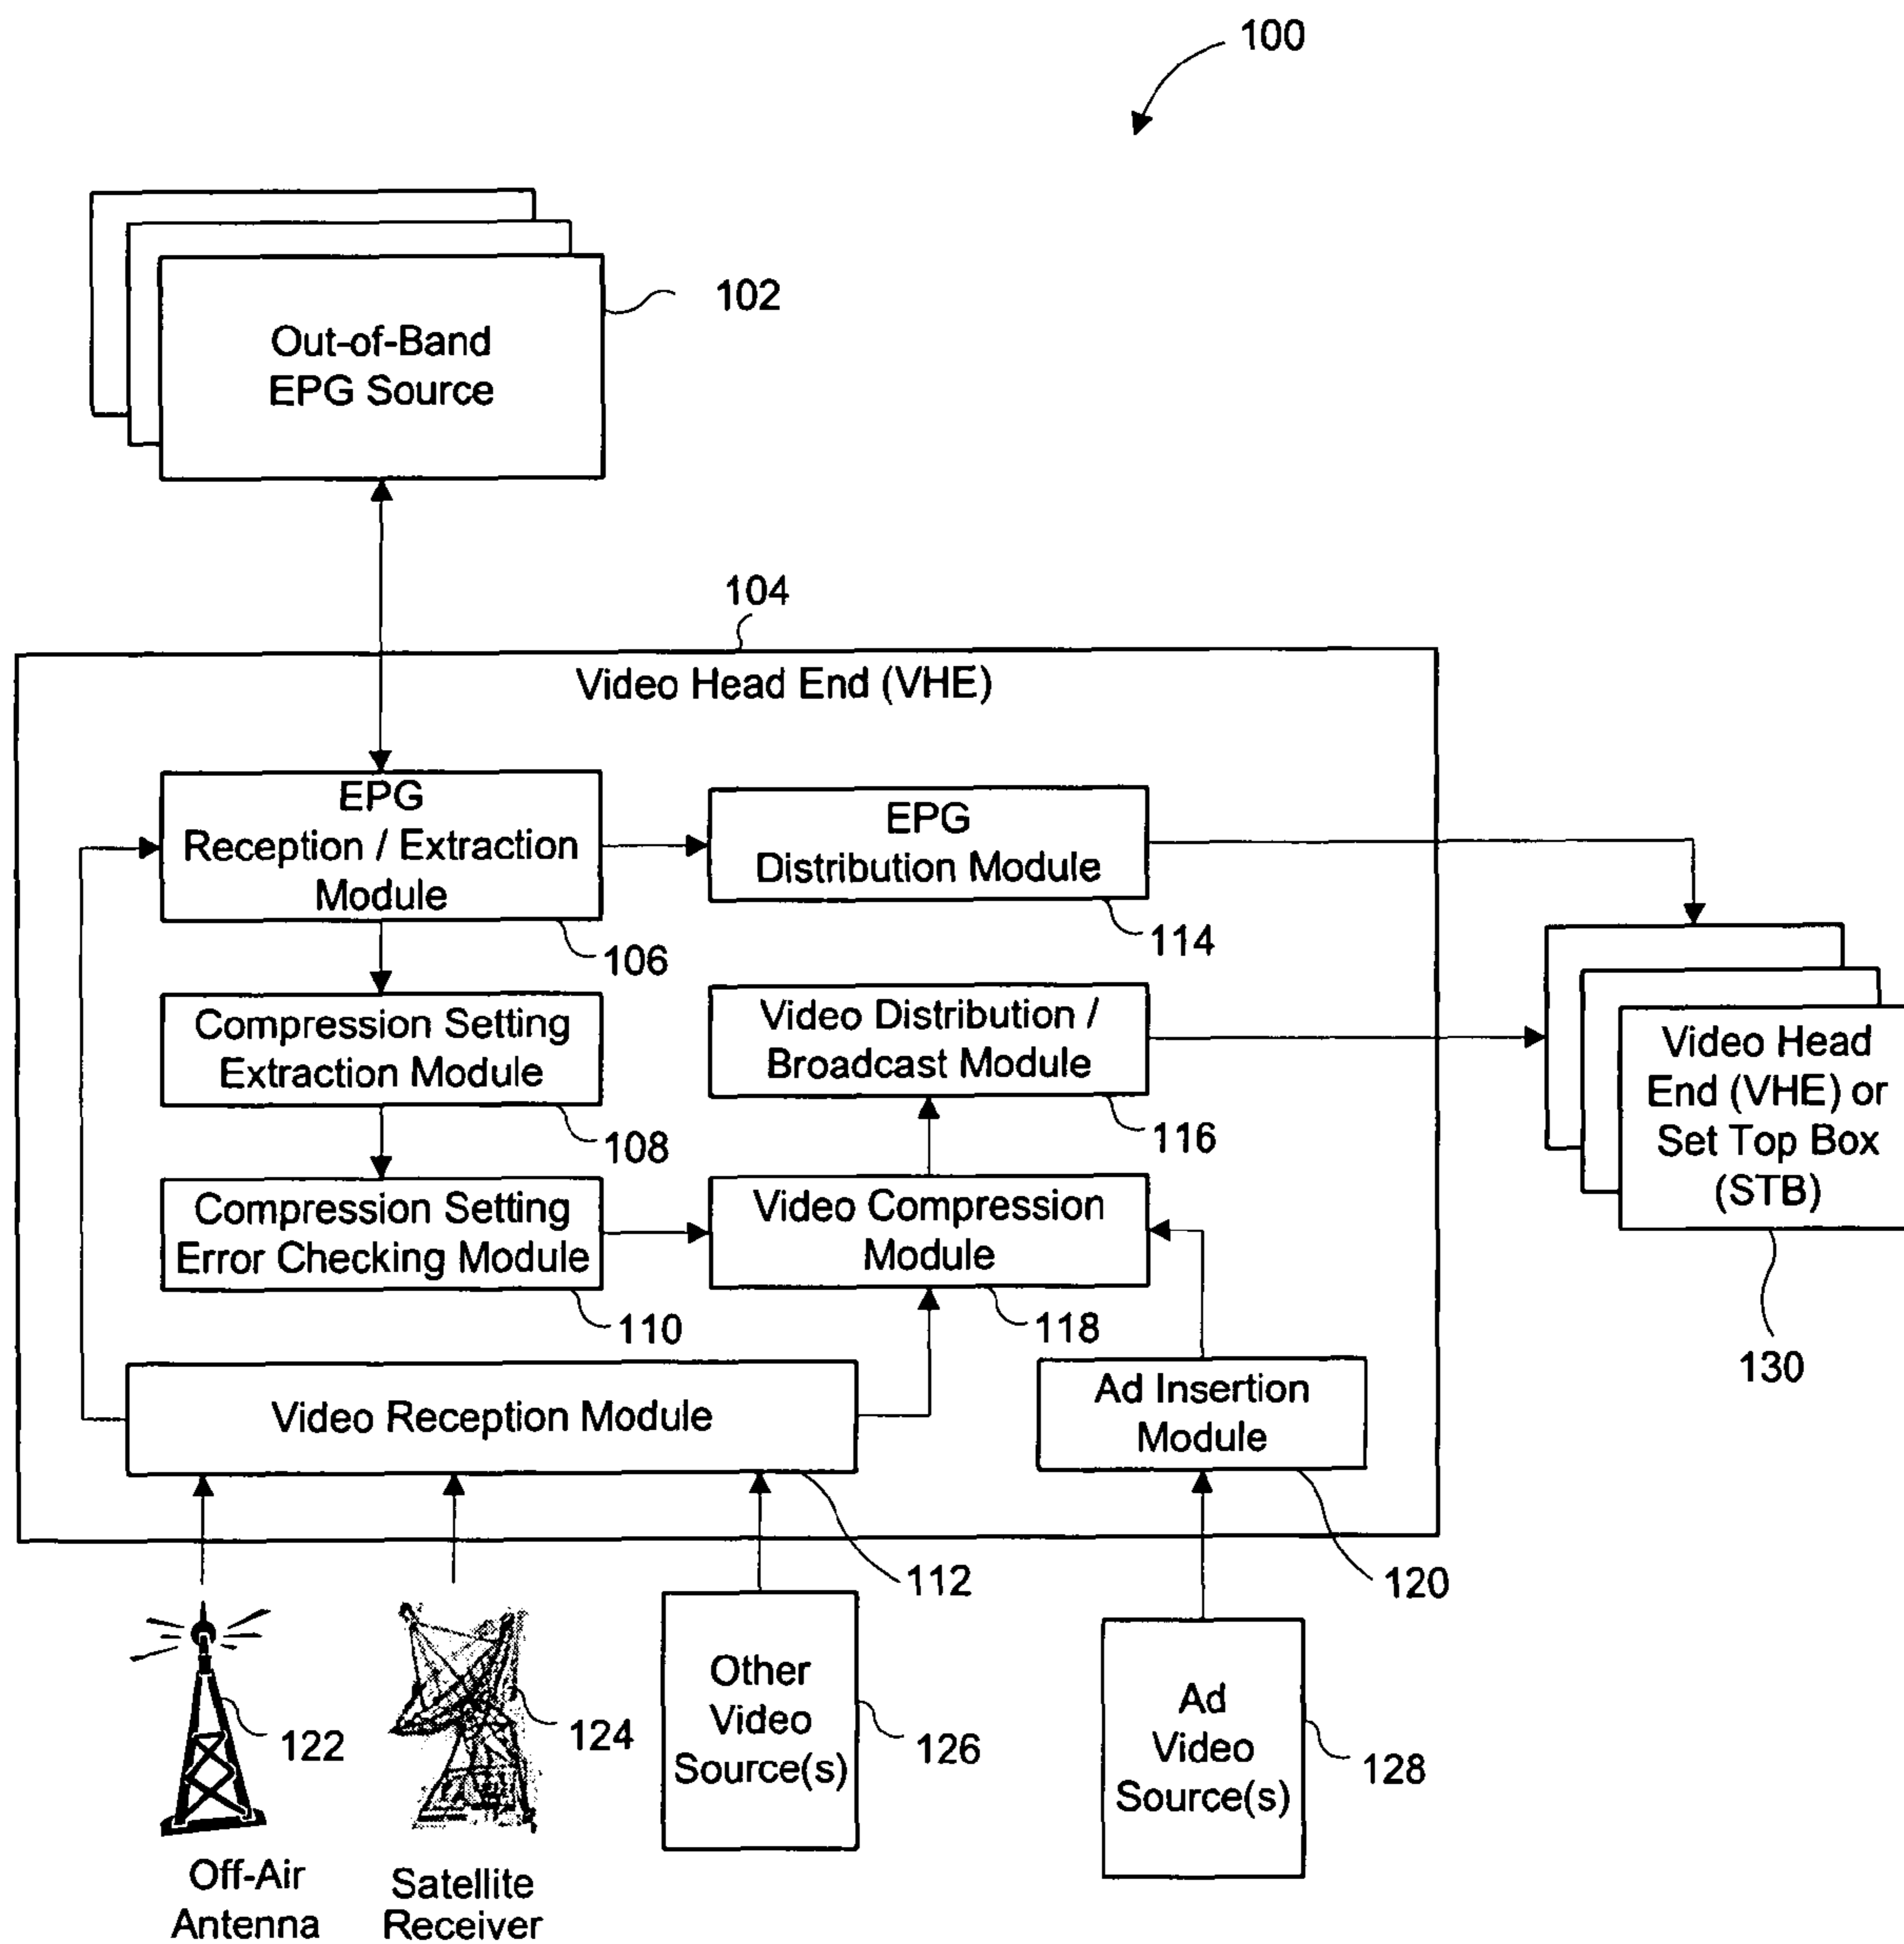 100
102
Out-of-Band
EPG Source
104
Video Head End (VHE)
EPG
Reception / Extraction
Module
106
EPG
Distribution Module
114
Compression Setting
Extraction Module
108
Video Distribution /
Broadcast Module
116
Video Head
End (VHE) or
Set Top Box
(STB)
130
Compression Setting
Error Checking Module
110
Video Compression
Module
118
Video Reception Module
112
Ad Insertion
Module
120
122
124
Other
Video
Source(s)
126
Ad
Video
Source(s)
128
Off-Air
Antenna
Satellite
Receiver